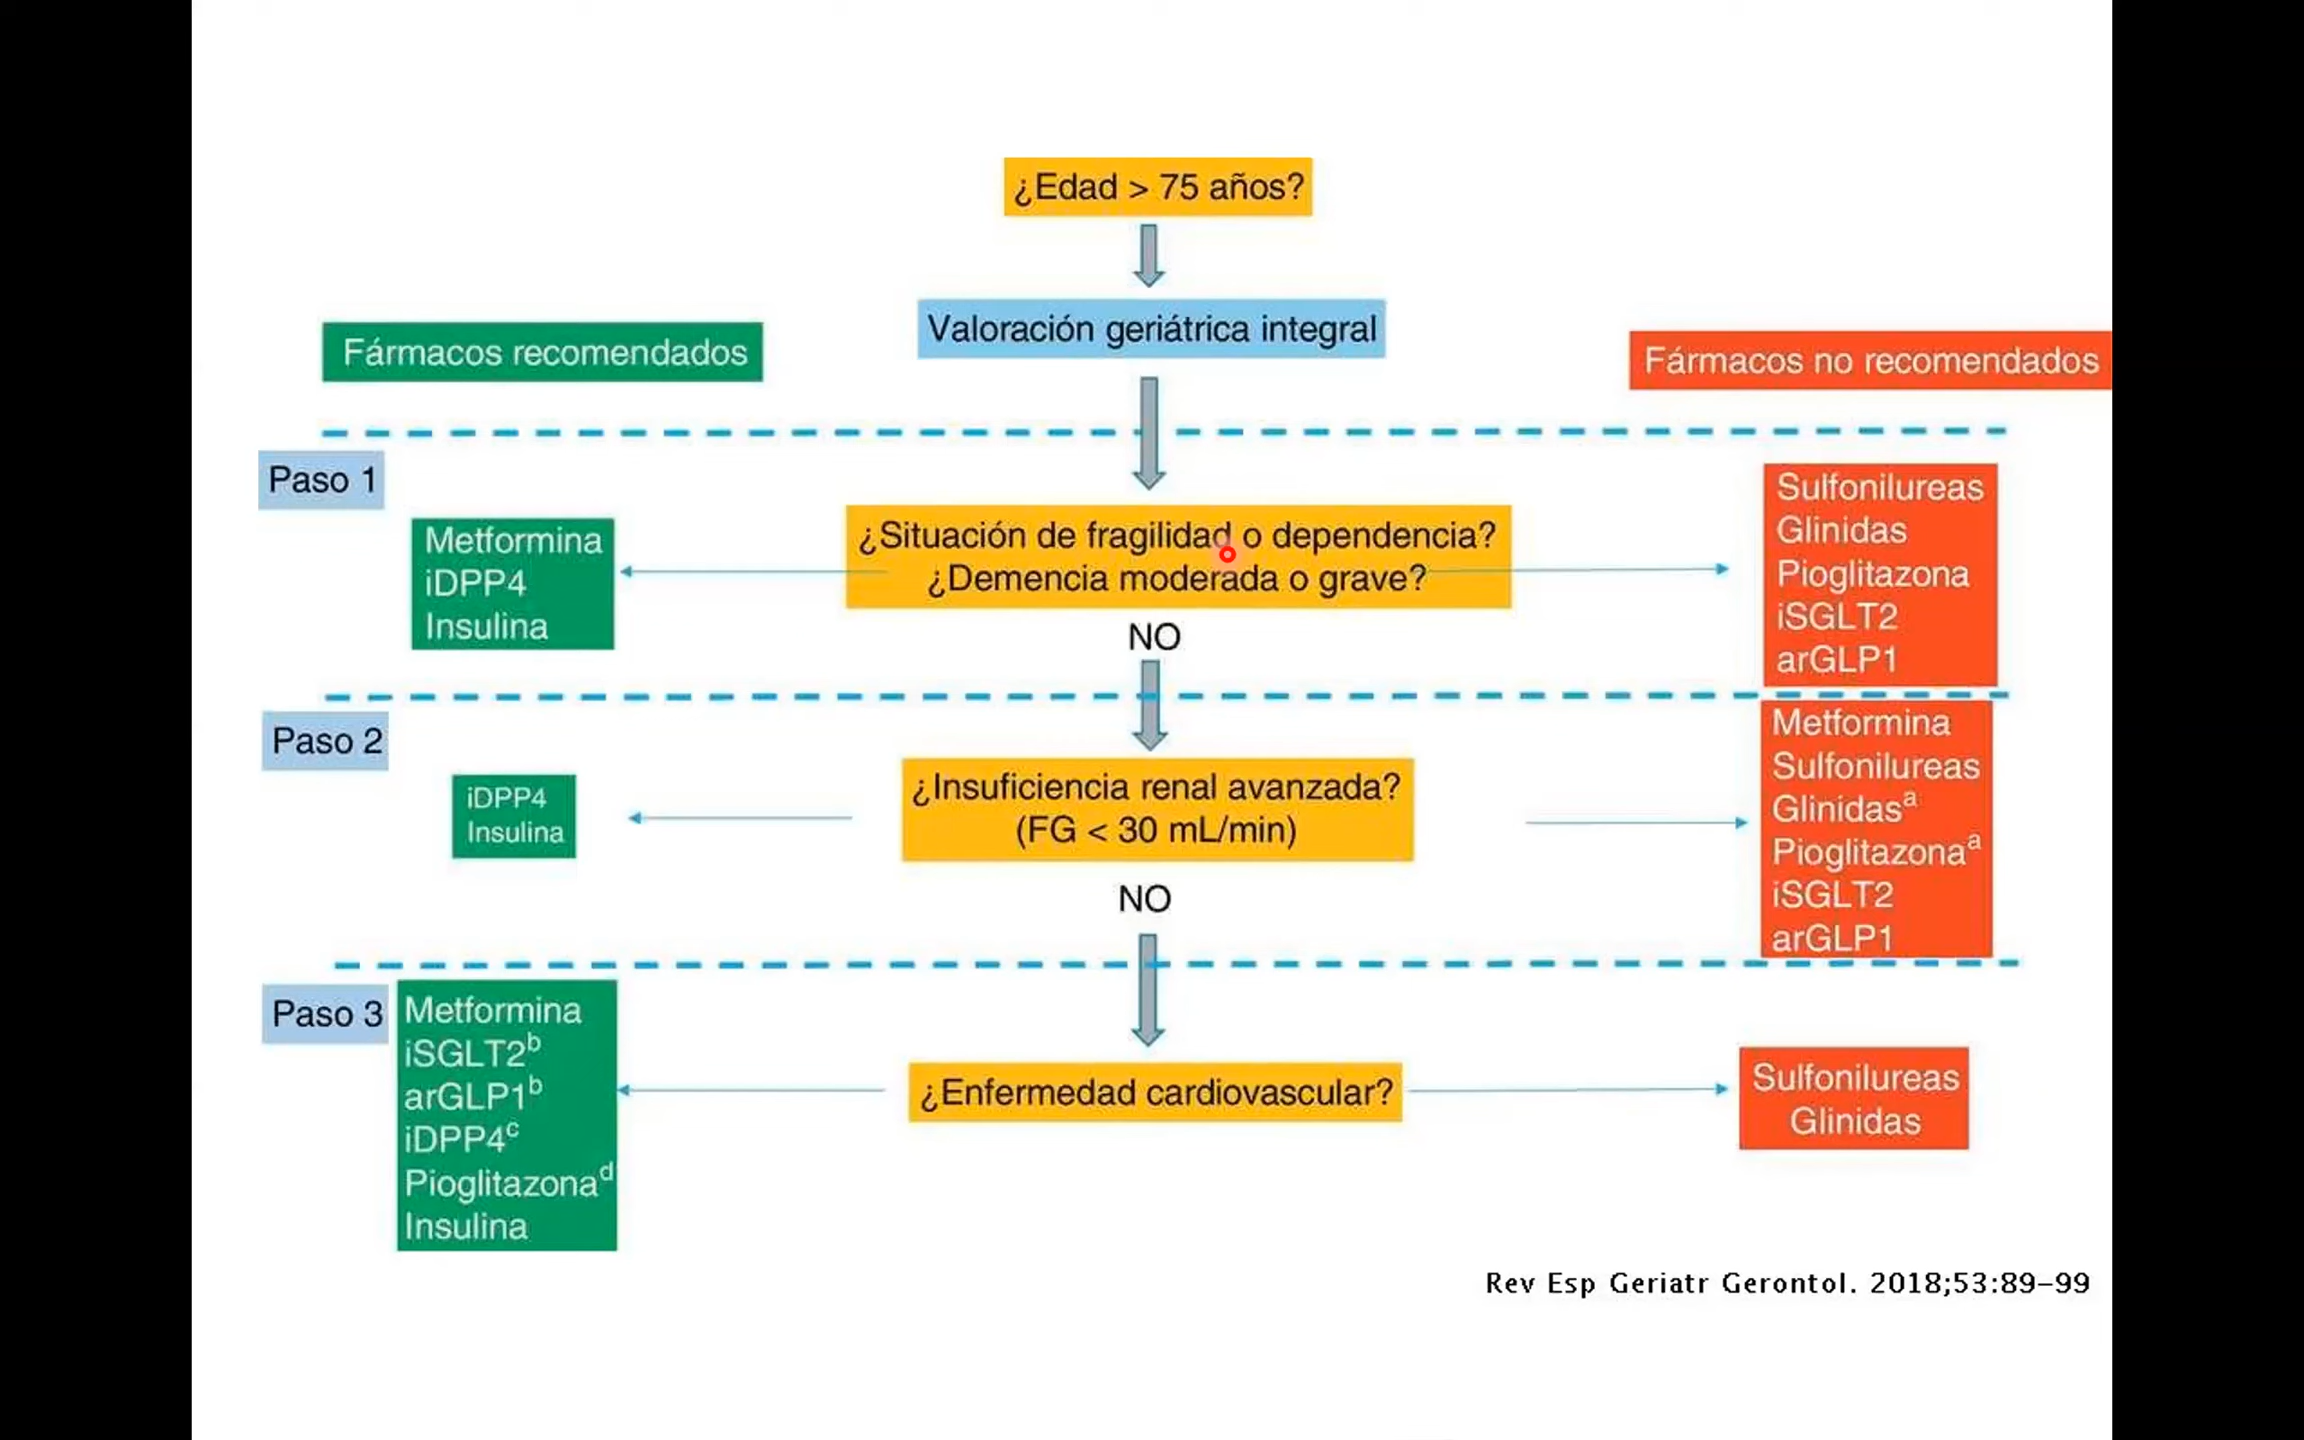 ¿Edad > 75 años?
Valoración geriátrica integral
Fármacos recomendados
Fármacos no recomendados
Paso 1
Metformina
iDPP4
Insulina
¿Situación de fragilidad o dependencia?
¿Demencia moderada o grave?
NO
Sulfonilureas
Glinidas
Pioglitazona
iSGLT2
arGLP1
Paso 2
iDPP4
Insulina
¿Insuficiencia renal avanzada?
(FG < 30 mL/min)
NO
Metformina
Sulfonilureas
Glinidasª
Pioglitazonaª
iSGLT2
arGLP1
Paso 3
Metformina
iSGLT2ᵇ
arGLP1ᵇ
iDPP4ᶜ
Pioglitazonaᵈ
Insulina
¿Enfermedad cardiovascular?
Sulfonilureas
Glinidas
Rev Esp Geriatr Gerontol. 2018;53:89–99